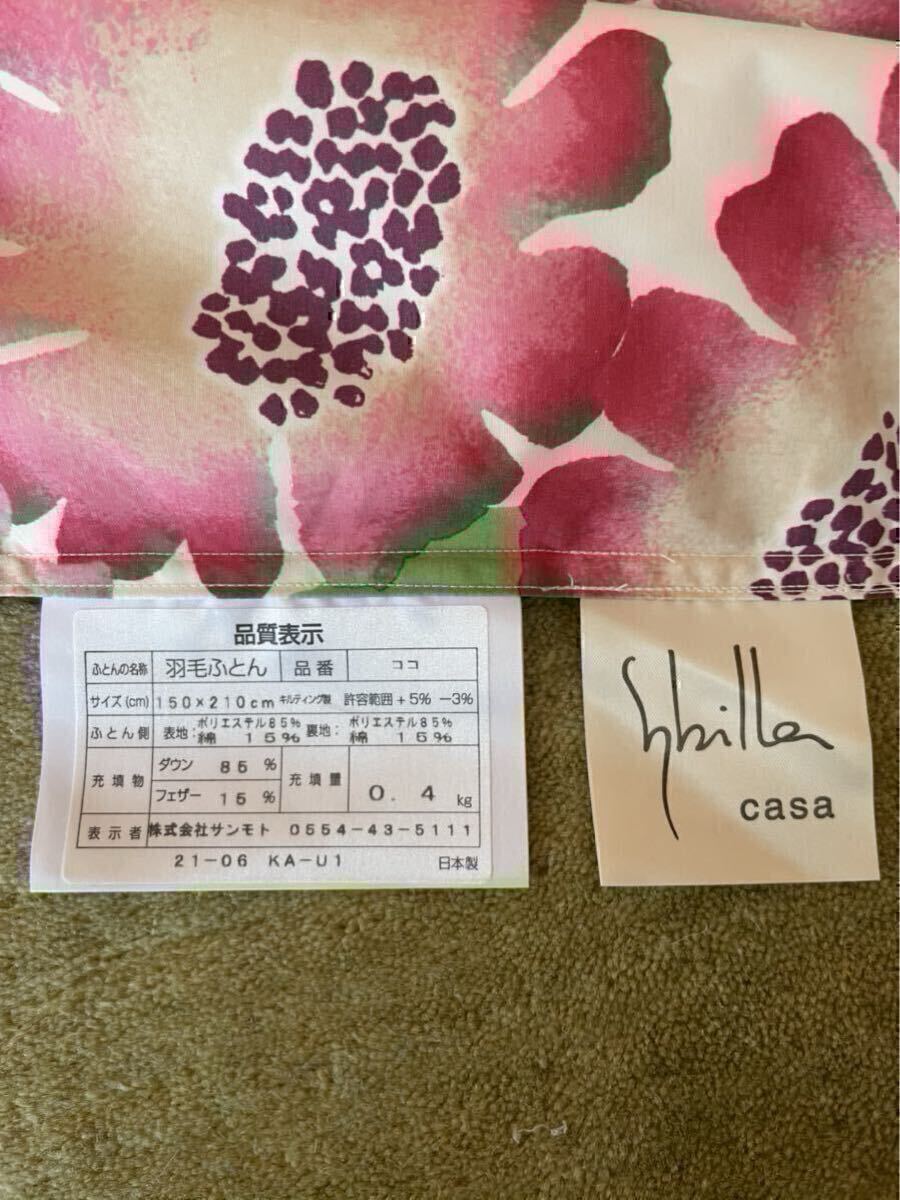 品質表示
ふとんの名称 羽毛ふとん 品番 ココ
サイズ(cm) 150×210cm キルティング製 許容範囲 +5% −3%
ふとん側 表地: ポリエステル85% 綿 15% 裏地: ポリエステル85% 綿 15%
充填物 ダウン 85 % フェザー 15 % 充填量 0.4 kg
表示者 株式会社サンモト 0554-43-5111
21-06 KA-U1 日本製
Sybilla
casa